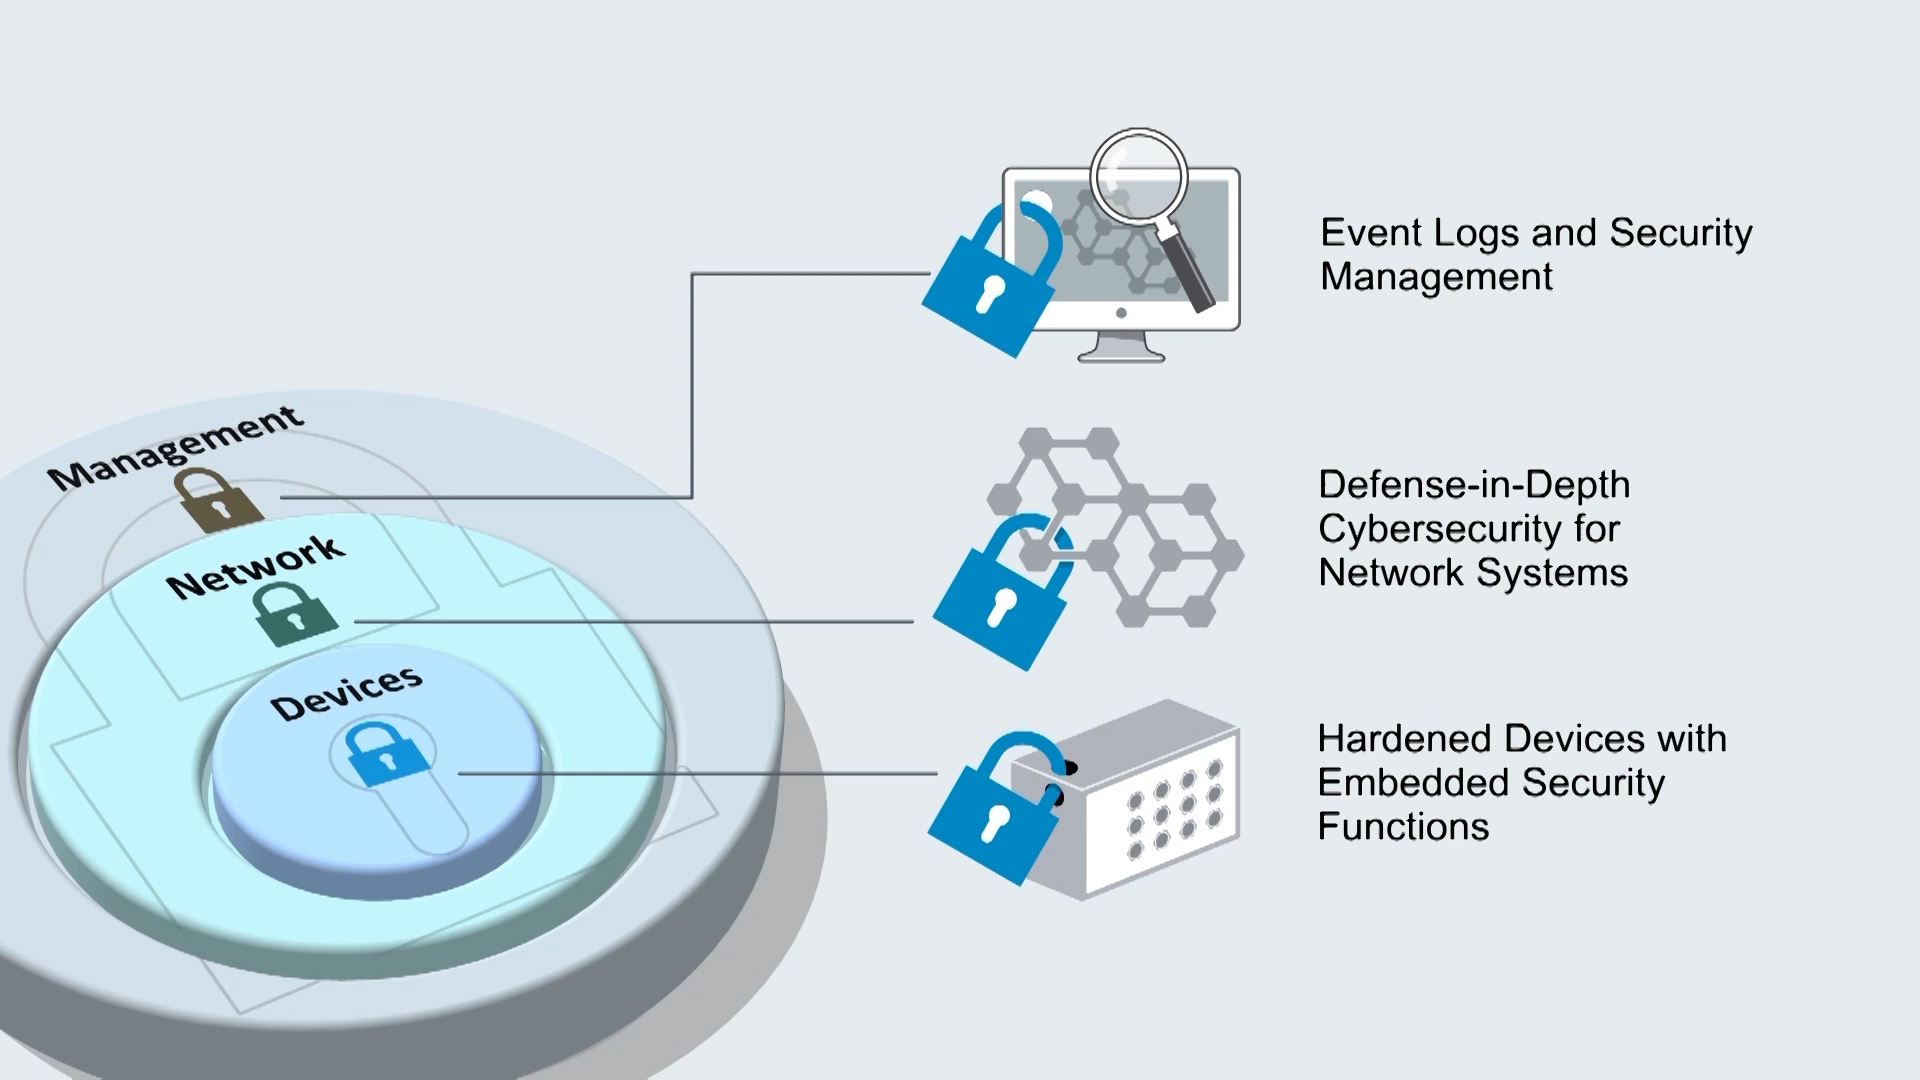 Management
Network
Devices
Event Logs and Security
Management
Defense-in-Depth
Cybersecurity for
Network Systems
Hardened Devices with
Embedded Security
Functions